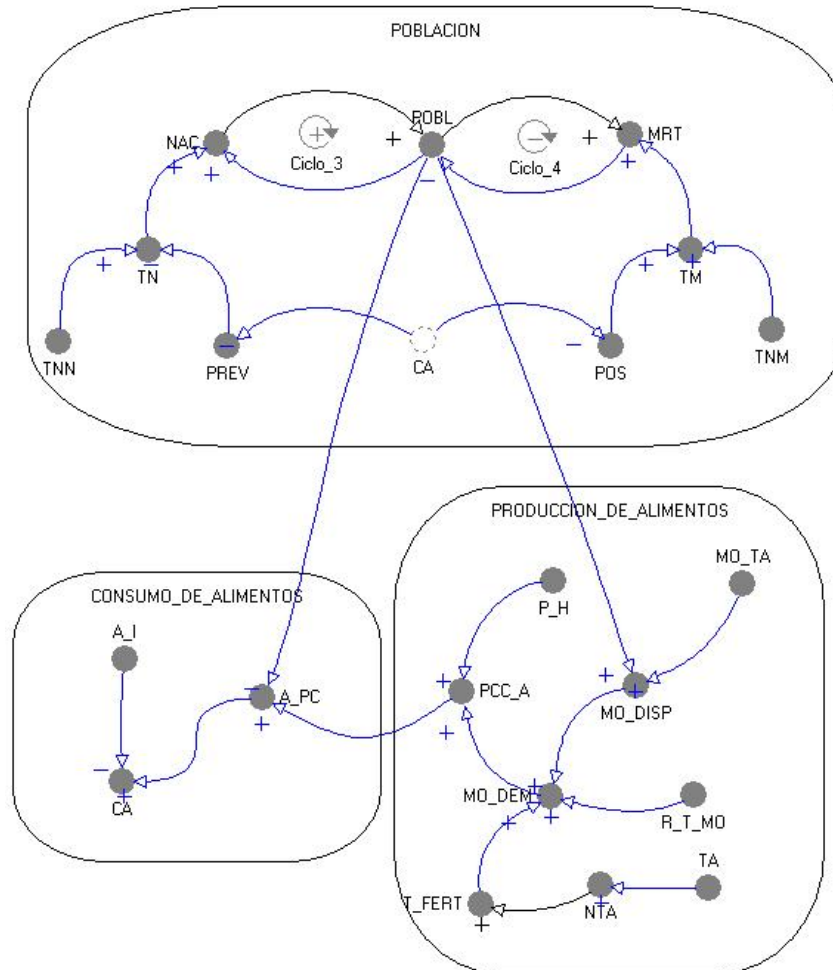 POBLACION
NAC
+
Ciclo_3
+
POBL
-
Ciclo_4
+
MRT
+
+
-
+
+
-
TN
+
+
TM
TNN
-
PREV
CA
-
POS
TNM
PRODUCCION_DE_ALIMENTOS
MO_TA
CONSUMO_DE_ALIMENTOS
P_H
A_I
+
PCC_A
+
+
MO_DISP
-
A_PC
+
+
-
+
CA
MO_DEM
+
+
+
R_T_MO
TA
T_FERT
+
NTA
+